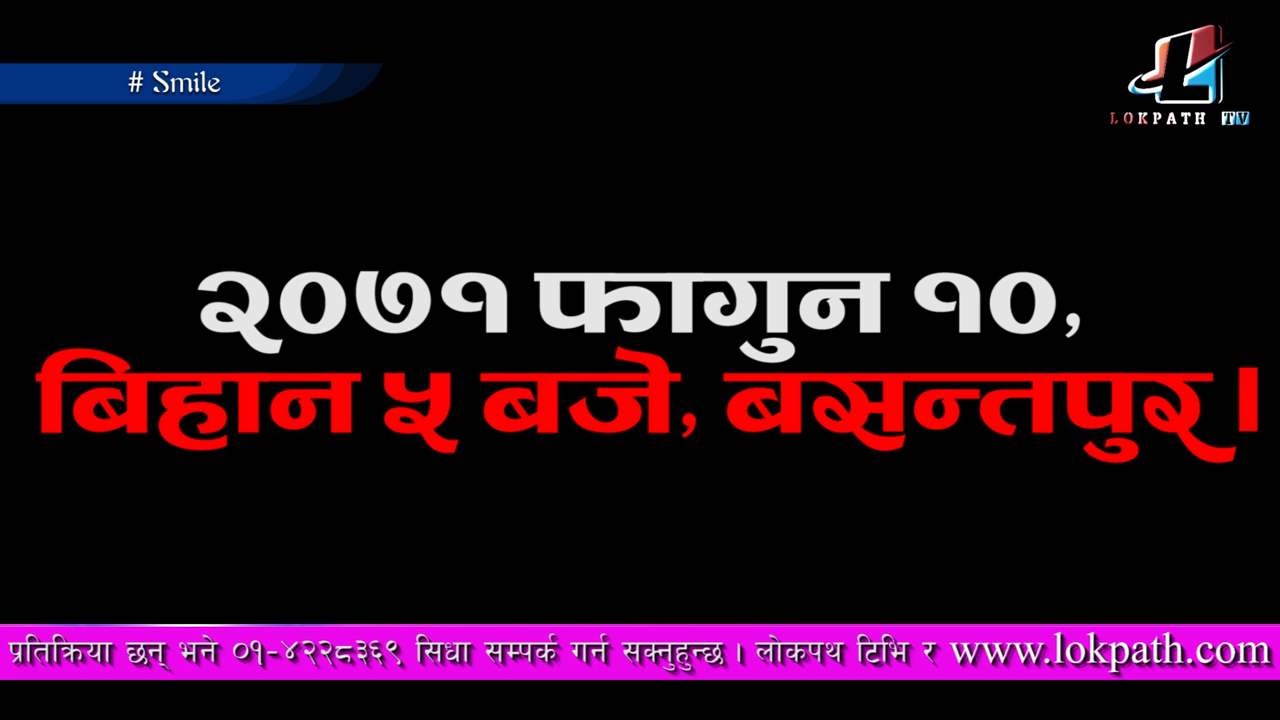 # Smile
LOKPATH TV
२०७१ फागुन १०,
बिहान ५ बजे, बसन्तपुर ।
प्रतिक्रिया छन् भने ०१-४२२८३६९ सिधा सम्पर्क गर्न सक्नुहुन्छ । लोकपथ टिभि र www.lokpath.com